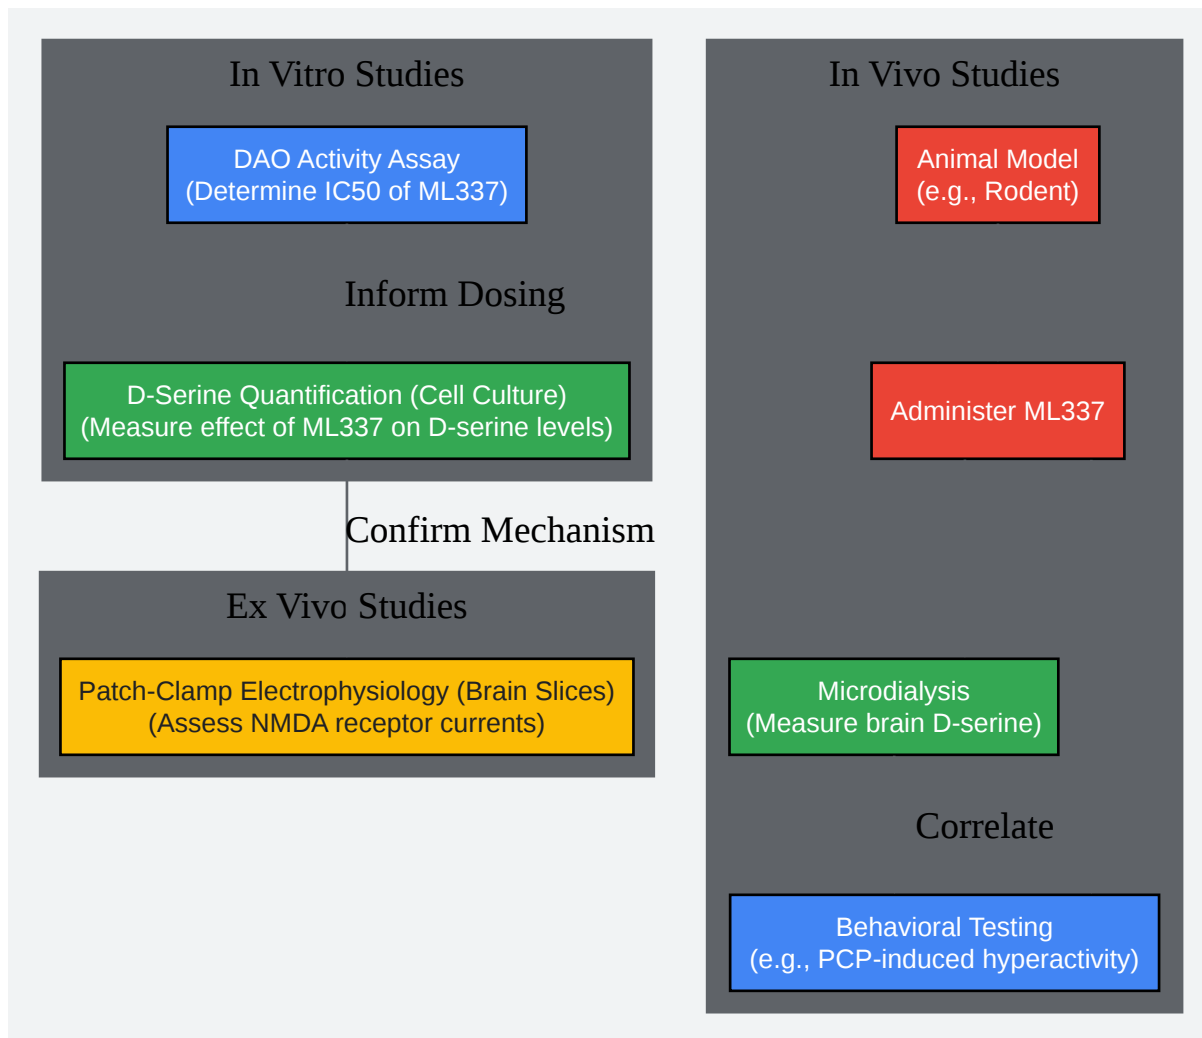 In Vitro Studies
DAO Activity Assay
(Determine IC50 of ML337)
Inform Dosing
D-Serine Quantification (Cell Culture)
(Measure effect of ML337 on D-serine levels)
Confirm Mechanism
Ex Vivo Studies
Patch-Clamp Electrophysiology (Brain Slices)
(Assess NMDA receptor currents)
In Vivo Studies
Animal Model
(e.g., Rodent)
Administer ML337
Microdialysis
(Measure brain D-serine)
Correlate
Behavioral Testing
(e.g., PCP-induced hyperactivity)